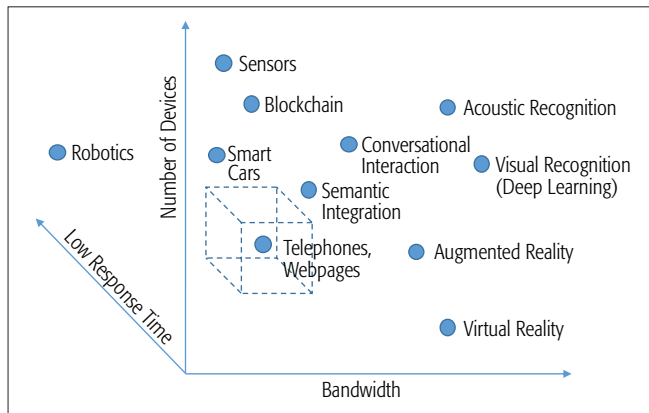 Sensors
Blockchain
Acoustic Recognition
Number of Devices
Robotics
Smart
Cars
Conversational
Interaction
Visual Recognition
(Deep Learning)
Semantic
Integration
Telephones,
Webpages
Augmented Reality
Low Response Time
Virtual Reality
Bandwidth